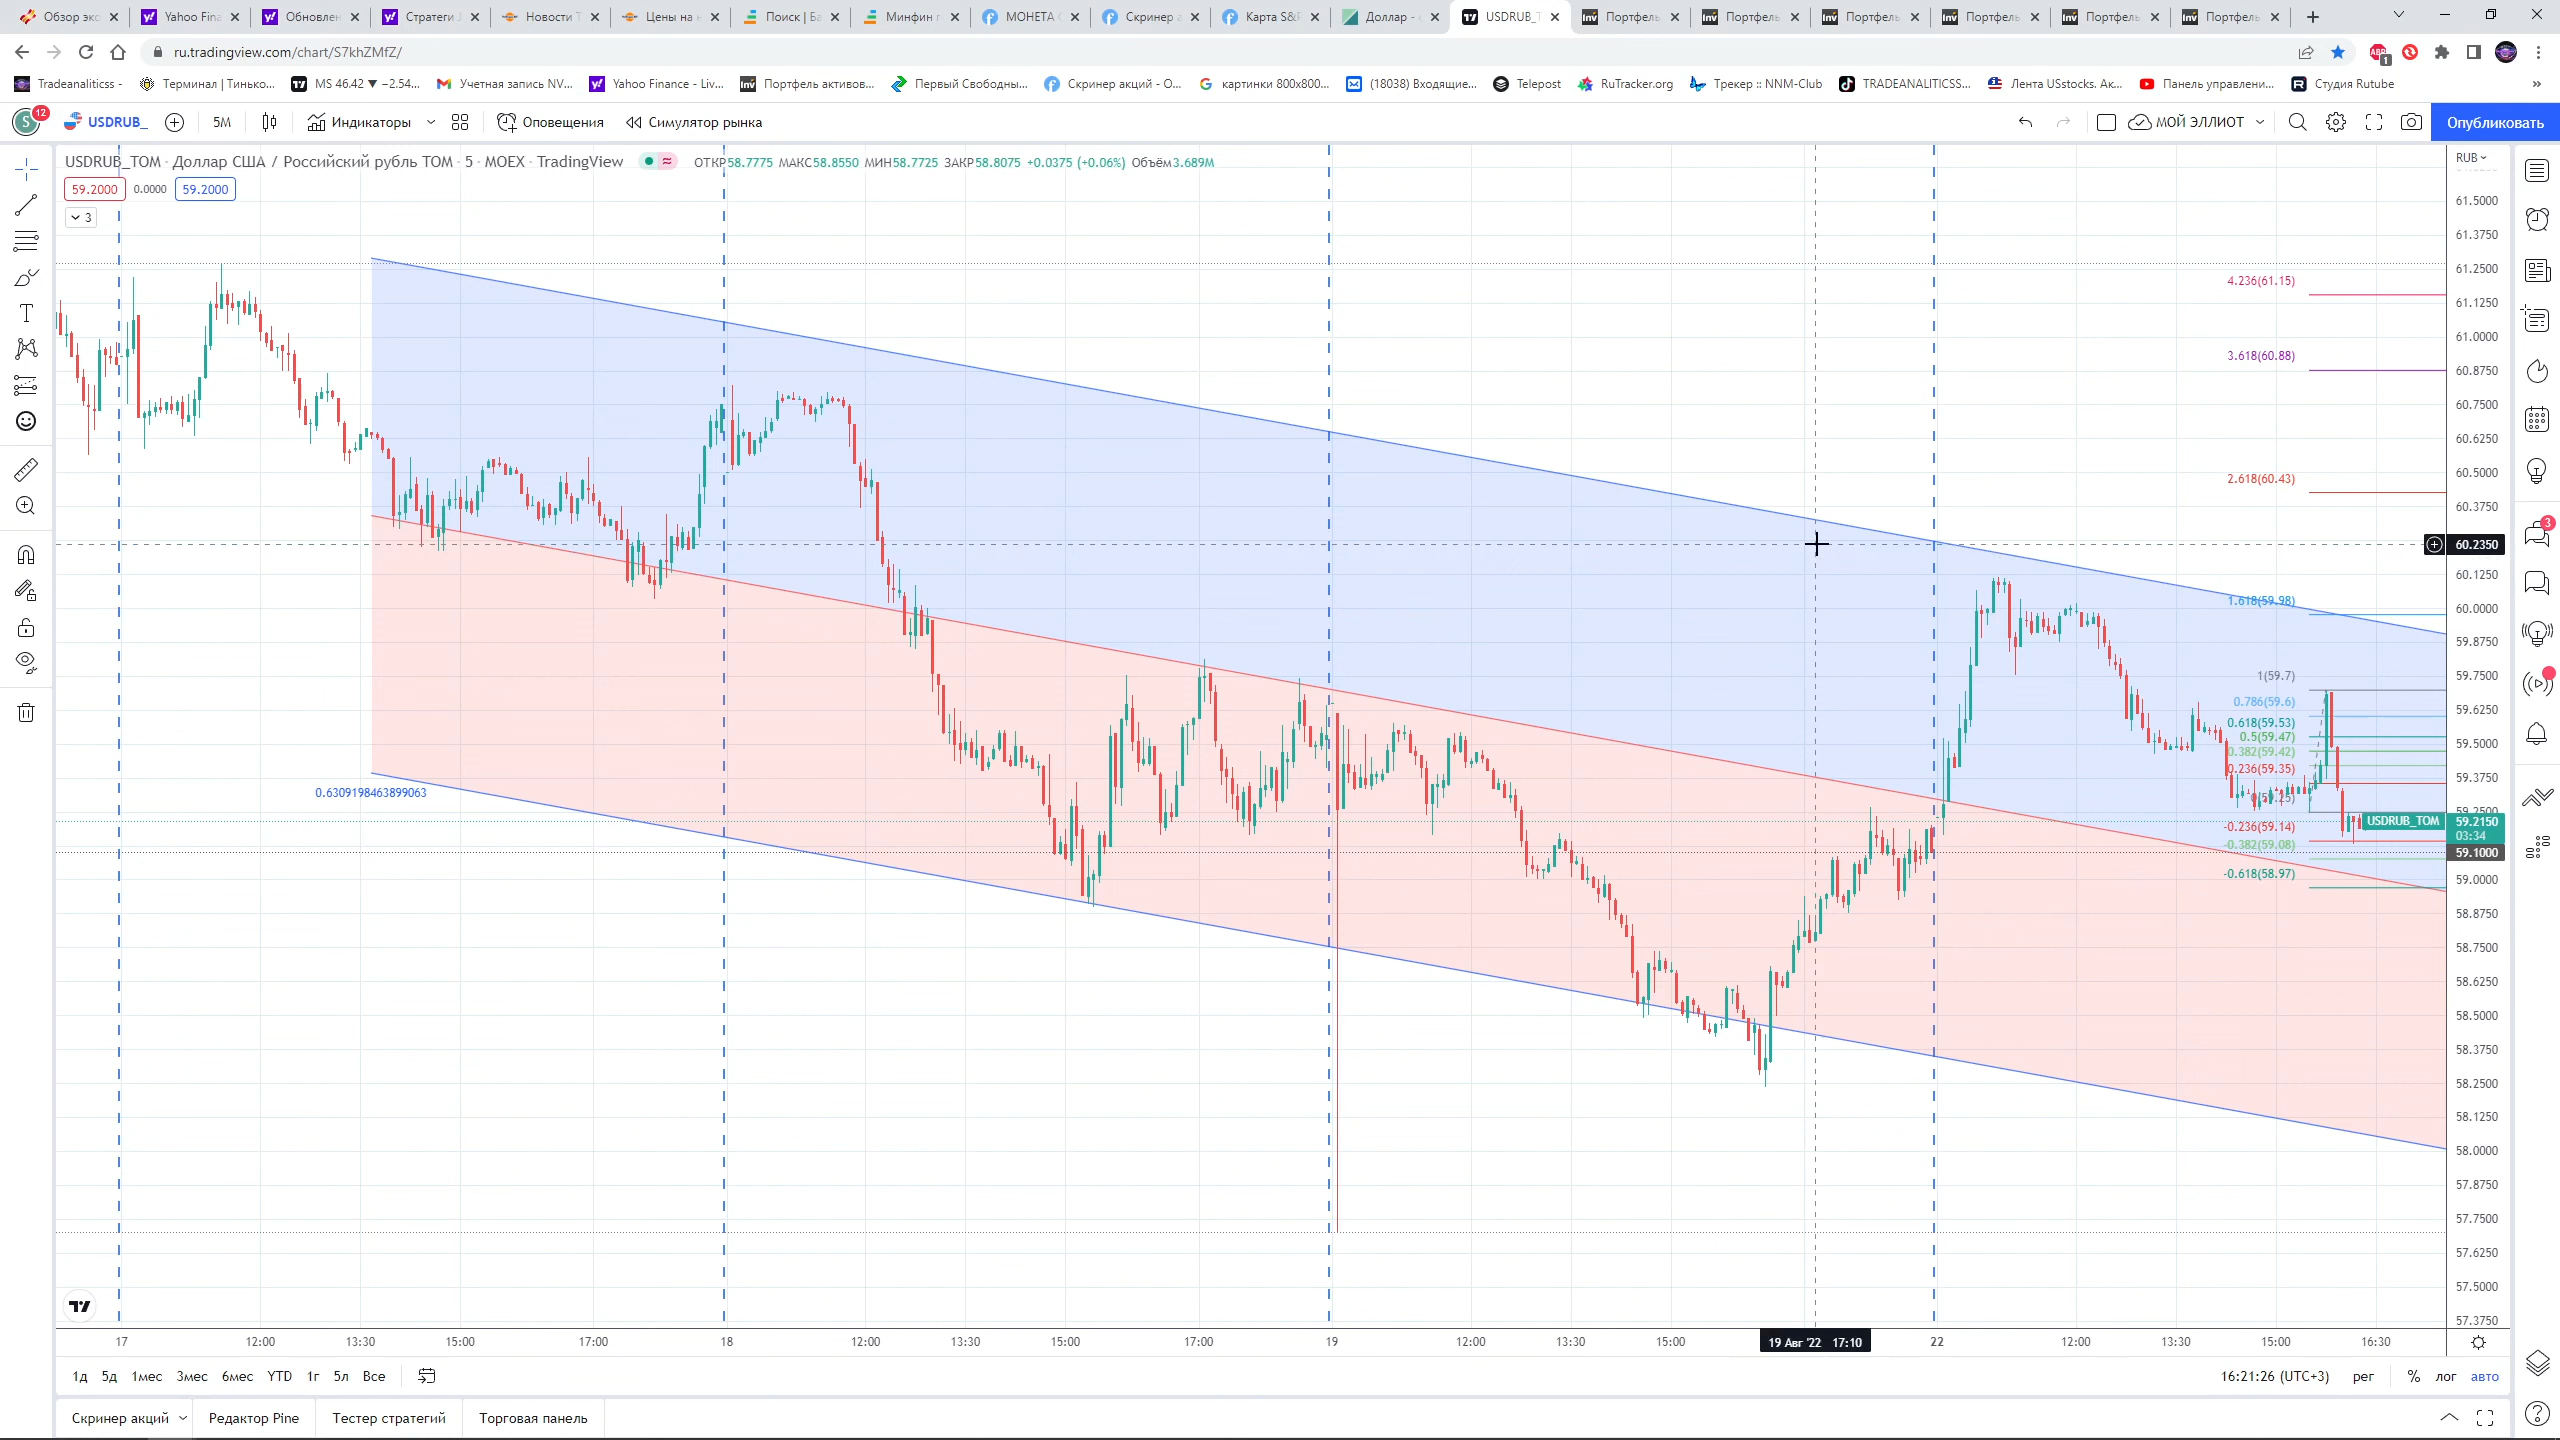 Обзор эк
Yahoo Fina
Обновлен
Стратеги
Новости Т
Цены на н
Поиск | Ба
Минфин г
МОНЕТА С
Скринер а
Карта S&
Доллар -
USDRUB_T
Портфель
Портфель
Портфель
Портфель
Портфель
Портфель
ru.tradingview.com/chart/S7khZMfZ/
ABP
1
Tradeanaliticss -
Терминал | Тинько...
MS 46.42 ▼ −2.54...
Учетная запись NV...
Yahoo Finance - Liv...
Портфель активов...
Первый Свободны...
Скринер акций - О...
картинки 800x800...
(18038) Входящие...
Telepost
RuTracker.org
Трекер :: NNM-Club
TRADEANALITICSS...
Лента USstocks. Ак...
Панель управлени...
Студия Rutube
»
S
12
USDRUB_
5М
Индикаторы
Оповещения
Симулятор рынка
МОЙ ЭЛЛИОТ
Опубликовать
USDRUB_TOM · Доллар США / Российский рубль ТОМ · 5 · MOEX · TradingView
ОТКР58.7775 МАКС58.8550 МИН58.7725 ЗАКР58.8075 +0.0375 (+0.06%) Объём3.689M
RUB
59.2000
0.0000
59.2000
3
61.5000
61.3750
61.2500
61.1250
61.0000
60.8750
60.7500
60.6250
60.5000
60.3750
60.2350
60.1250
60.0000
59.8750
59.7500
59.6250
59.5000
59.3750
59.2500
59.2150
03:34
59.1000
59.0000
58.8750
58.7500
58.6250
58.5000
58.3750
58.2500
58.1250
58.0000
57.8750
57.7500
57.6250
57.5000
57.3750
4.236(61.15)
3.618(60.88)
2.618(60.43)
1.618(59.98)
1(59.7)
0.786(59.6)
0.618(59.53)
0.5(59.47)
0.382(59.42)
0.236(59.35)
0(59.25)
USDRUB_TOM
-0.236(59.14)
-0.382(59.08)
-0.618(58.97)
0.6309198463899063
3
17
12:00
13:30
15:00
17:00
18
12:00
13:30
15:00
17:00
19
12:00
13:30
15:00
19 Авг '22 17:10
22
12:00
13:30
15:00
16:30
1д
5д
1мес
3мес
6мес
YTD
1г
5л
Все
16:21:26 (UTC+3)
рег
%
лог
авто
Скринер акций
Редактор Pine
Тестер стратегий
Торговая панель